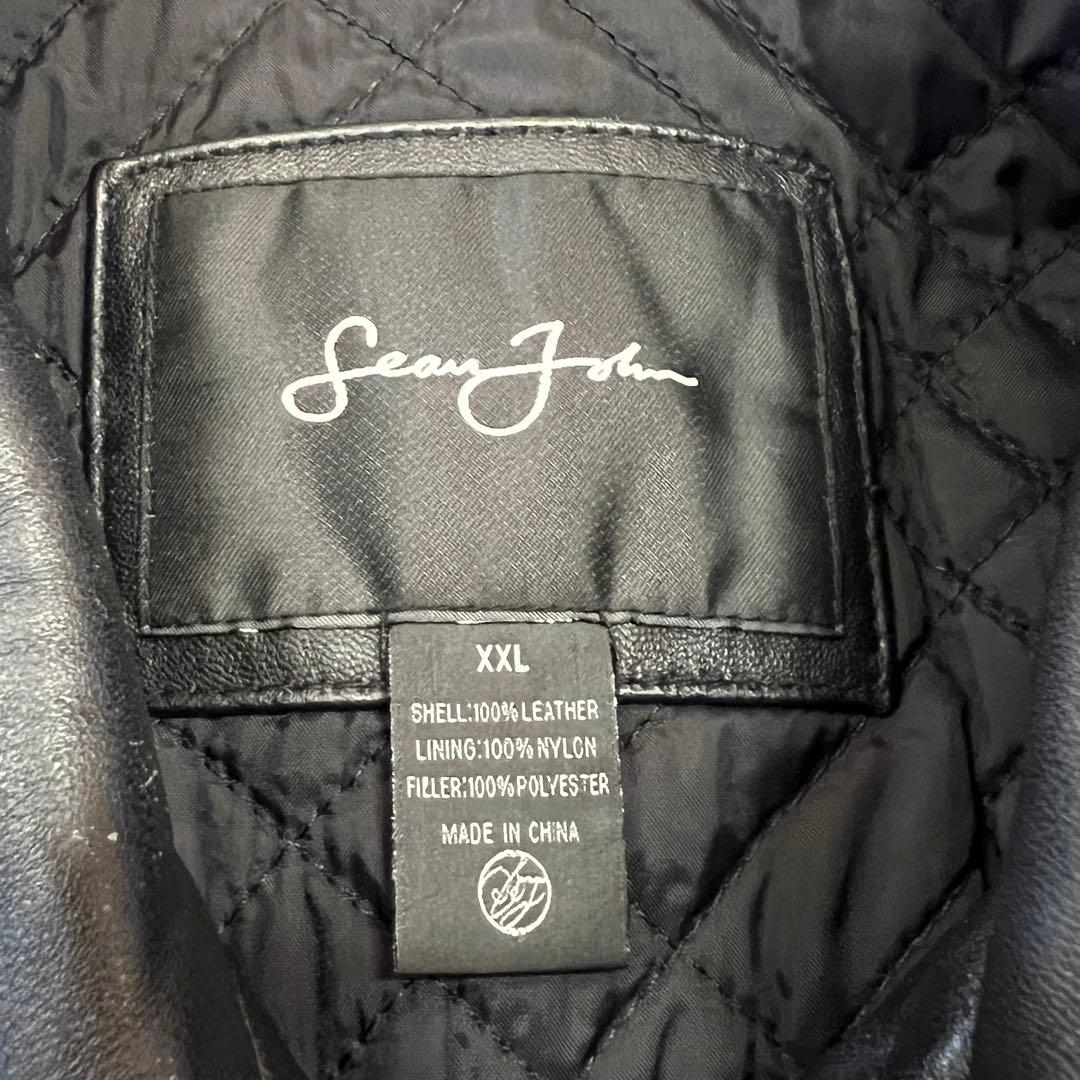 Sean John
XXL
SHELL:100% LEATHER
LINING:100% NYLON
FILLER:100% POLYESTER
MADE IN CHINA